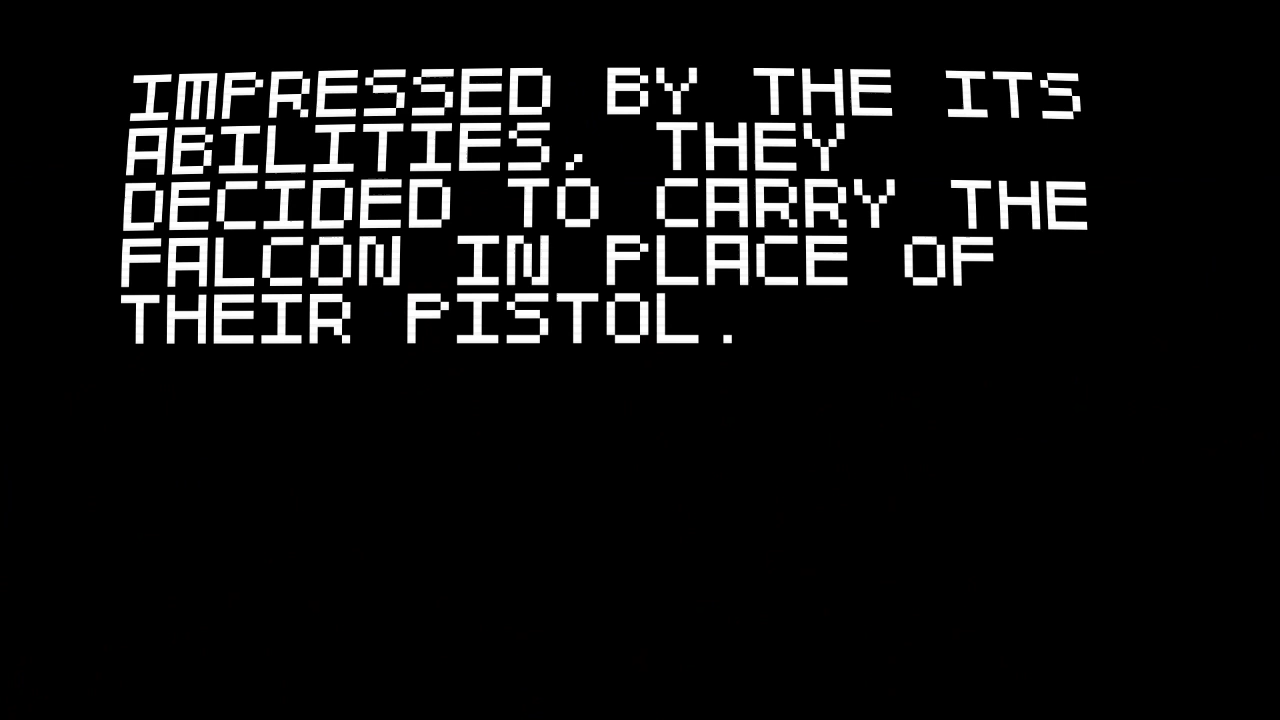 IMPRESSED BY THE ITS
ABILITIES, THEY
DECIDED TO CARRY THE
FALCON IN PLACE OF
THEIR PISTOL.